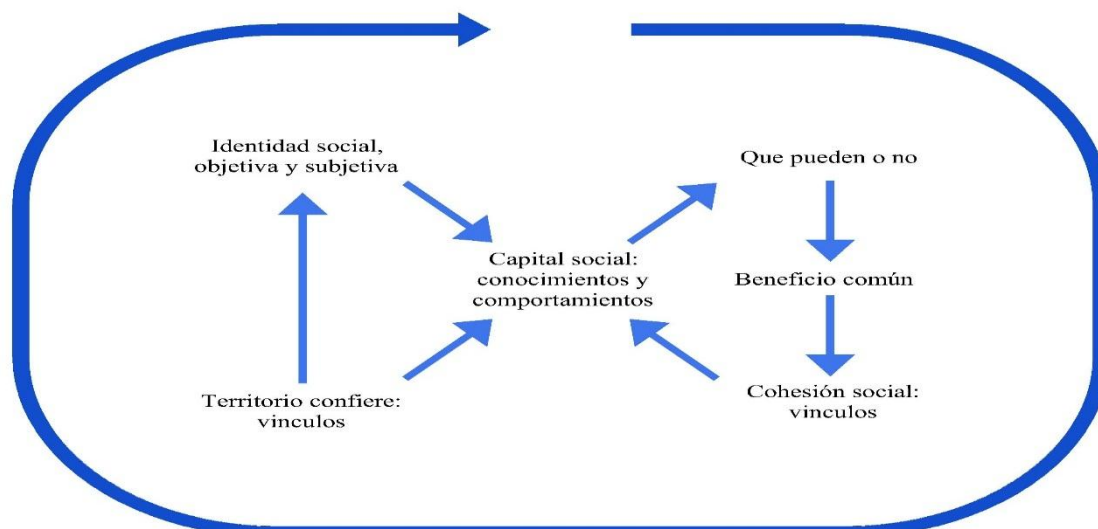 Identidad social,
objetiva y subjetiva
Que pueden o no
Capital social:
conocimientos y
comportamientos
Beneficio común
Territorio confiere:
vinculos
Cohesión social:
vinculos